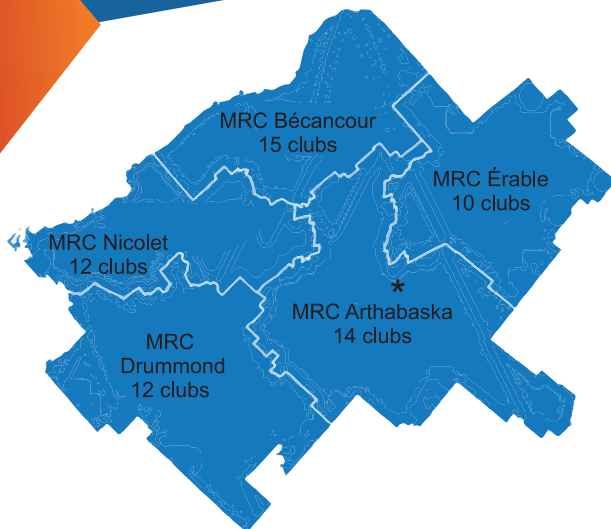 MRC Bécancour
15 clubs
MRC Érable
10 clubs
MRC Nicolet
12 clubs
*
MRC Arthabaska
14 clubs
MRC
Drummond
12 clubs